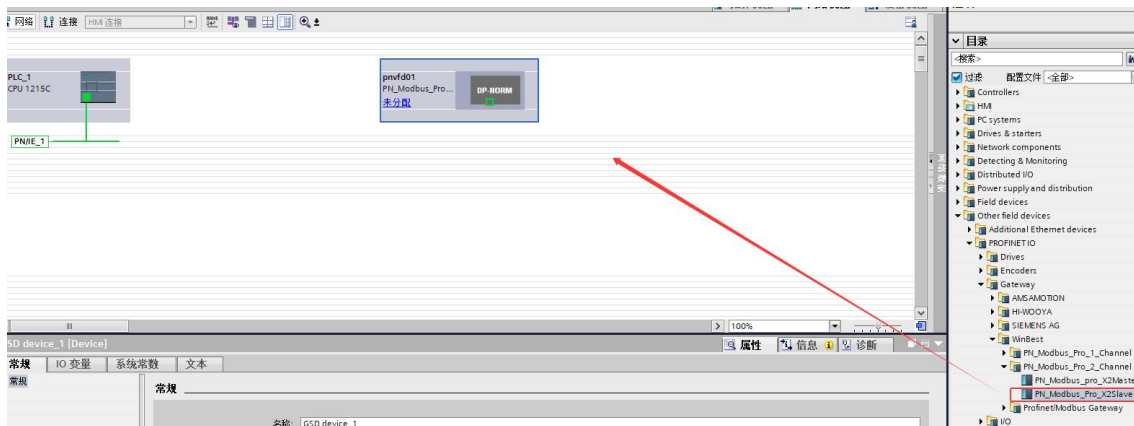 网络 连接 HMI 连接
目录
<搜索>
过滤 配置文件 <全部>
Controllers
HMI
PC systems
Drives & starters
Network components
Detecting & Monitoring
Distributed I/O
Power supply and distribution
Field devices
Other field devices
Additional Ethernet devices
PROFINET IO
Drives
Encoders
Gateway
AMSAMOTION
HI-WOOYA
SIEMENS AG
WinBest
PN_Modbus_Pro_1_Channel
PN_Modbus_Pro_2_Channel
PN_Modbus_pro_X2Maste
PN_Modbus_Pro_X2Slave
Profinet/Modbus Gateway
I/O
PLC_1
CPU 1215C
pnvfd01
PN_Modbus_Pro...
未分配
DP-NORM
PN/IE_1
100%
SD device_1 [Device]
属性 信息 诊断
常规 IO 变量 系统常数 文本
常规
常规
名称: GSD device_1